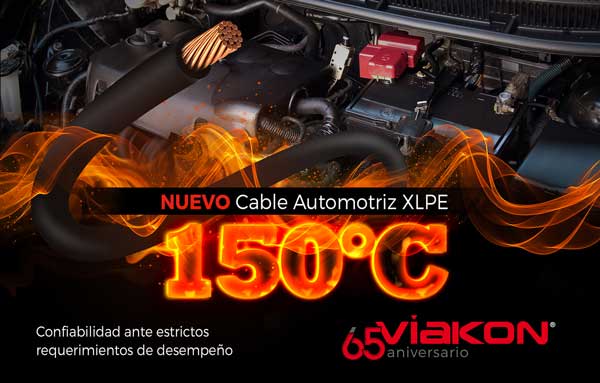 NUEVO Cable Automotriz XLPE
150°C
Confiabilidad ante estrictos
requerimientos de desempeño
65 viakon®
aniversario